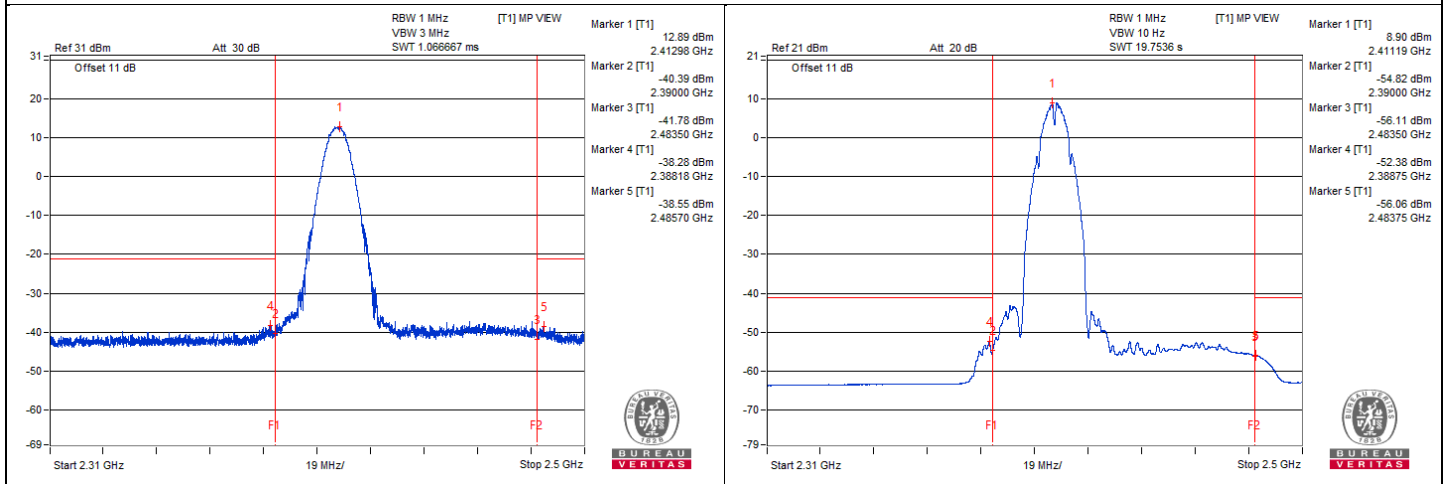 RBW 1 MHz [T1] MP VIEW
VBW 3 MHz
Ref 31 dBm Att 30 dB SWT 1.066667 ms
Offset 11 dB
31
20
10
0
-10
-20
-30
-40
-50
-60
-69
1
4
2
3
5
F1
F2
Start 2.31 GHz 19 MHz/ Stop 2.5 GHz
Marker 1 [T1]
12.89 dBm
2.41298 GHz
Marker 2 [T1]
-40.39 dBm
2.39000 GHz
Marker 3 [T1]
-41.78 dBm
2.48350 GHz
Marker 4 [T1]
-38.28 dBm
2.38818 GHz
Marker 5 [T1]
-38.55 dBm
2.48570 GHz
BUREAU VERITAS
1828
BUREAU
VERITAS
RBW 1 MHz [T1] MP VIEW
VBW 10 Hz
Ref 21 dBm Att 20 dB SWT 19.7536 s
Offset 11 dB
21
10
0
-10
-20
-30
-40
-50
-60
-70
-79
1
4
2
5
F1
F2
Start 2.31 GHz 19 MHz/ Stop 2.5 GHz
Marker 1 [T1]
8.90 dBm
2.41119 GHz
Marker 2 [T1]
-54.82 dBm
2.39000 GHz
Marker 3 [T1]
-56.11 dBm
2.48350 GHz
Marker 4 [T1]
-52.38 dBm
2.38875 GHz
Marker 5 [T1]
-56.06 dBm
2.48375 GHz
BUREAU VERITAS
1828
BUREAU
VERITAS